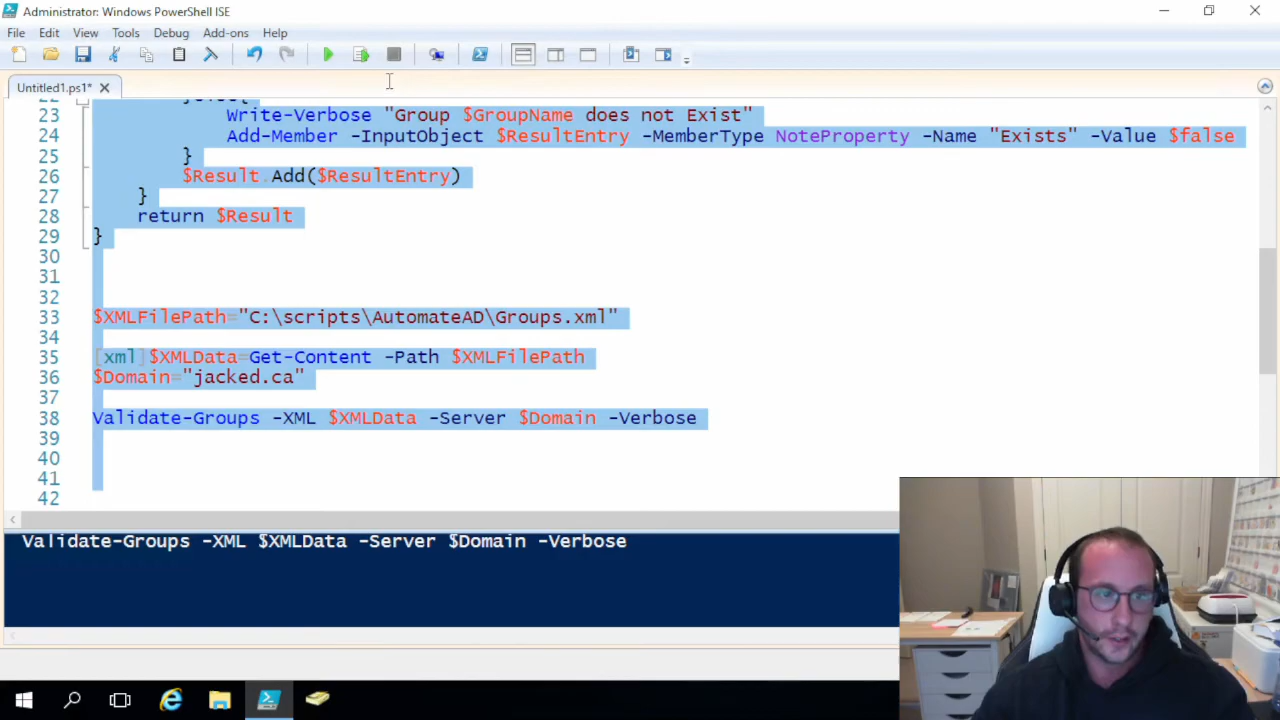 Administrator: Windows PowerShell ISE
File Edit View Tools Debug Add-ons Help
Untitled1.ps1*
23 Write-Verbose "Group $GroupName does not Exist"
24 Add-Member -InputObject $ResultEntry -MemberType NoteProperty -Name "Exists" -Value $false
25 }
26 $Result.Add($ResultEntry)
27 }
28 return $Result
29 }
30
31
32
33 $XMLFilePath="C:\scripts\AutomateAD\Groups.xml"
34
35 [xml]$XMLData=Get-Content -Path $XMLFilePath
36 $Domain="jacked.ca"
37
38 Validate-Groups -XML $XMLData -Server $Domain -Verbose
39
40
41
42
Validate-Groups -XML $XMLData -Server $Domain -Verbose